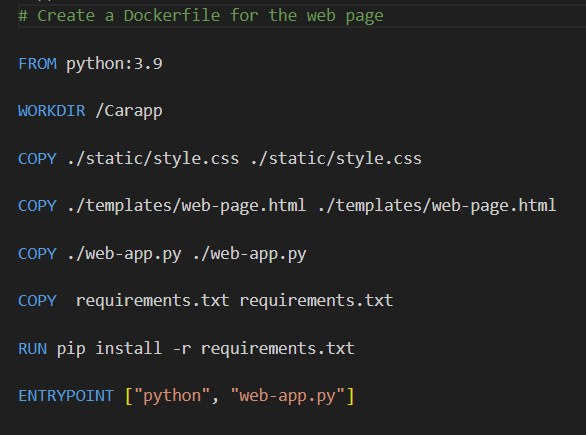 # Create a Dockerfile for the web page
FROM python:3.9
WORKDIR /Carapp
COPY ./static/style.css ./static/style.css
COPY ./templates/web-page.html ./templates/web-page.html
COPY ./web-app.py ./web-app.py
COPY  requirements.txt requirements.txt
RUN pip install -r requirements.txt
ENTRYPOINT ["python", "web-app.py"]